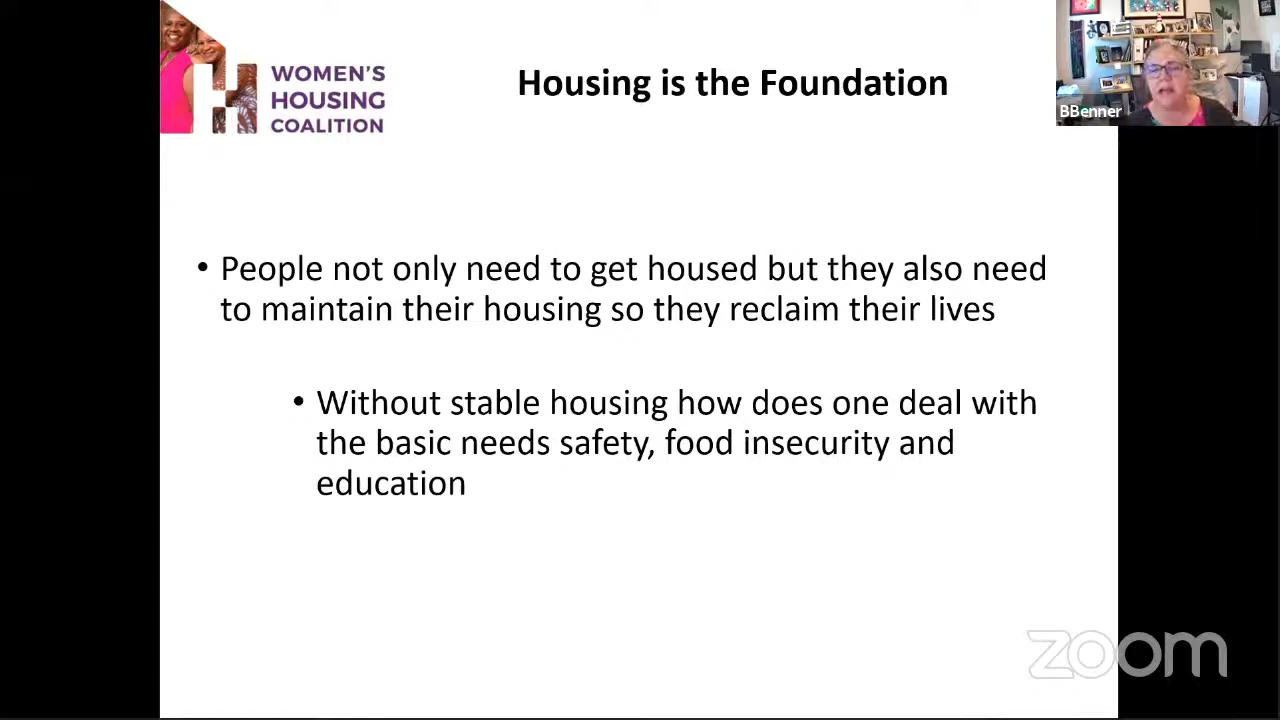 WOMEN'S
HOUSING
COALITION
Housing is the Foundation
BBenner
• People not only need to get housed but they also need
to maintain their housing so they reclaim their lives
• Without stable housing how does one deal with
the basic needs safety, food insecurity and
education
zoom